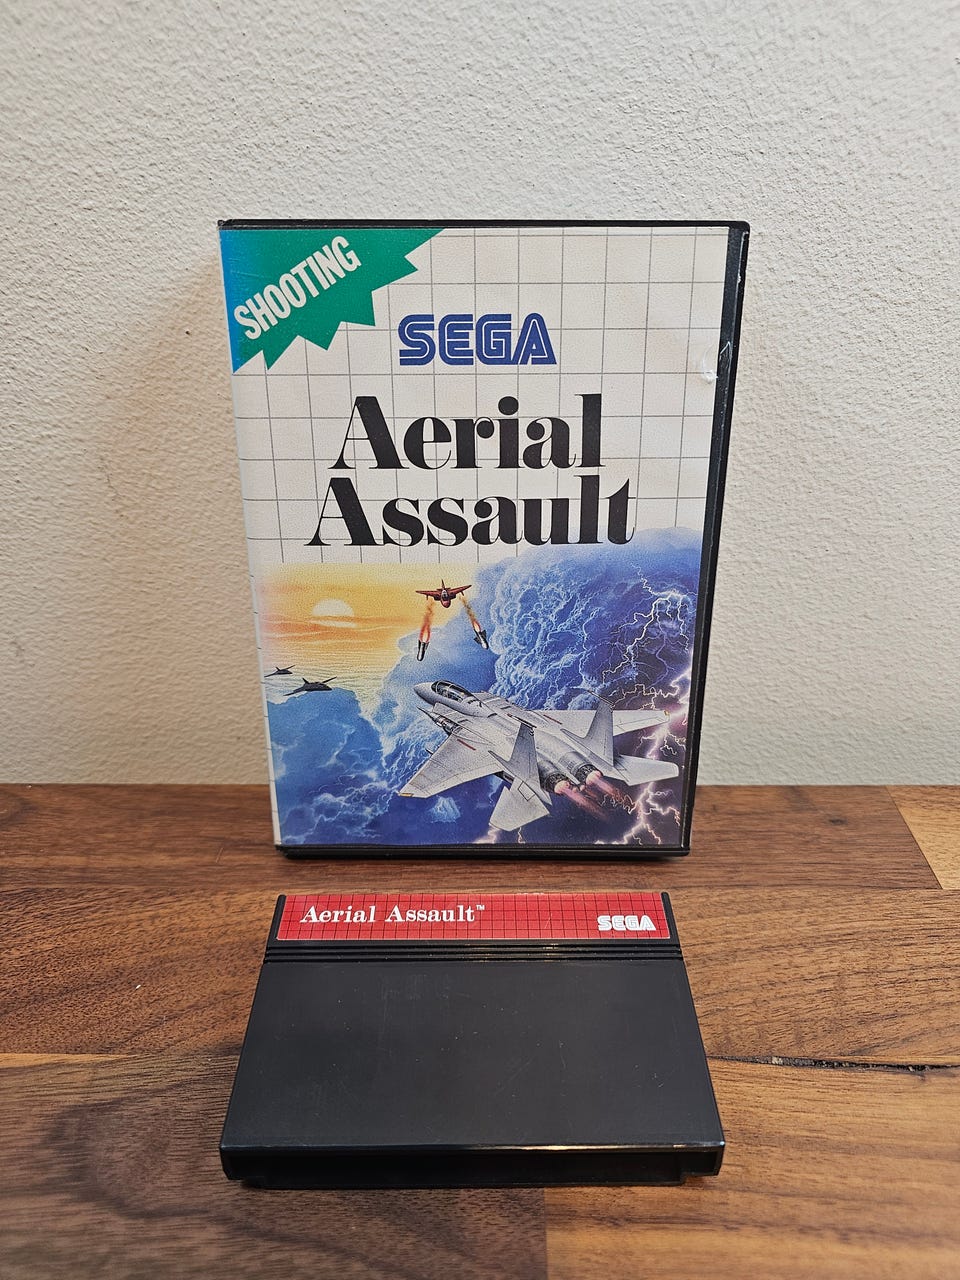 SHOOTING
SEGA
Aerial
Assault
Aerial Assault™
SEGA